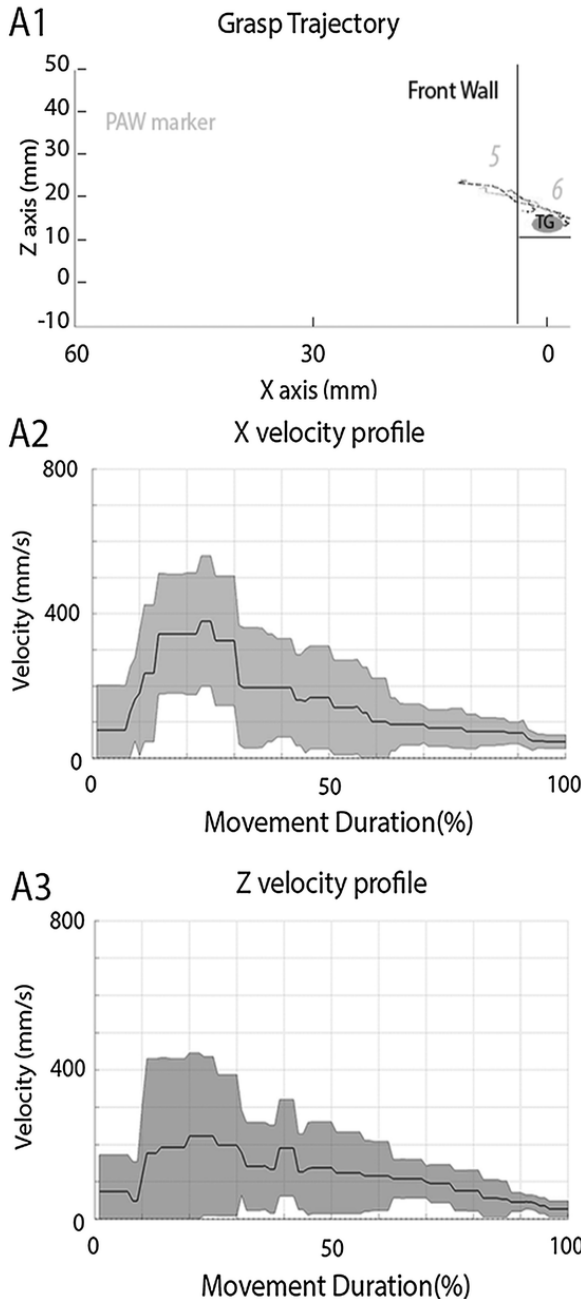 A1
Grasp Trajectory
50
40
30
20
10
0
-10
Z axis (mm)
PAW marker
Front Wall
5
6
TG
60
30
0
X axis (mm)
A2
X velocity profile
800
400
0
Velocity (mm/s)
0
50
100
Movement Duration(%)
A3
Z velocity profile
800
400
0
Velocity (mm/s)
0
50
100
Movement Duration(%)